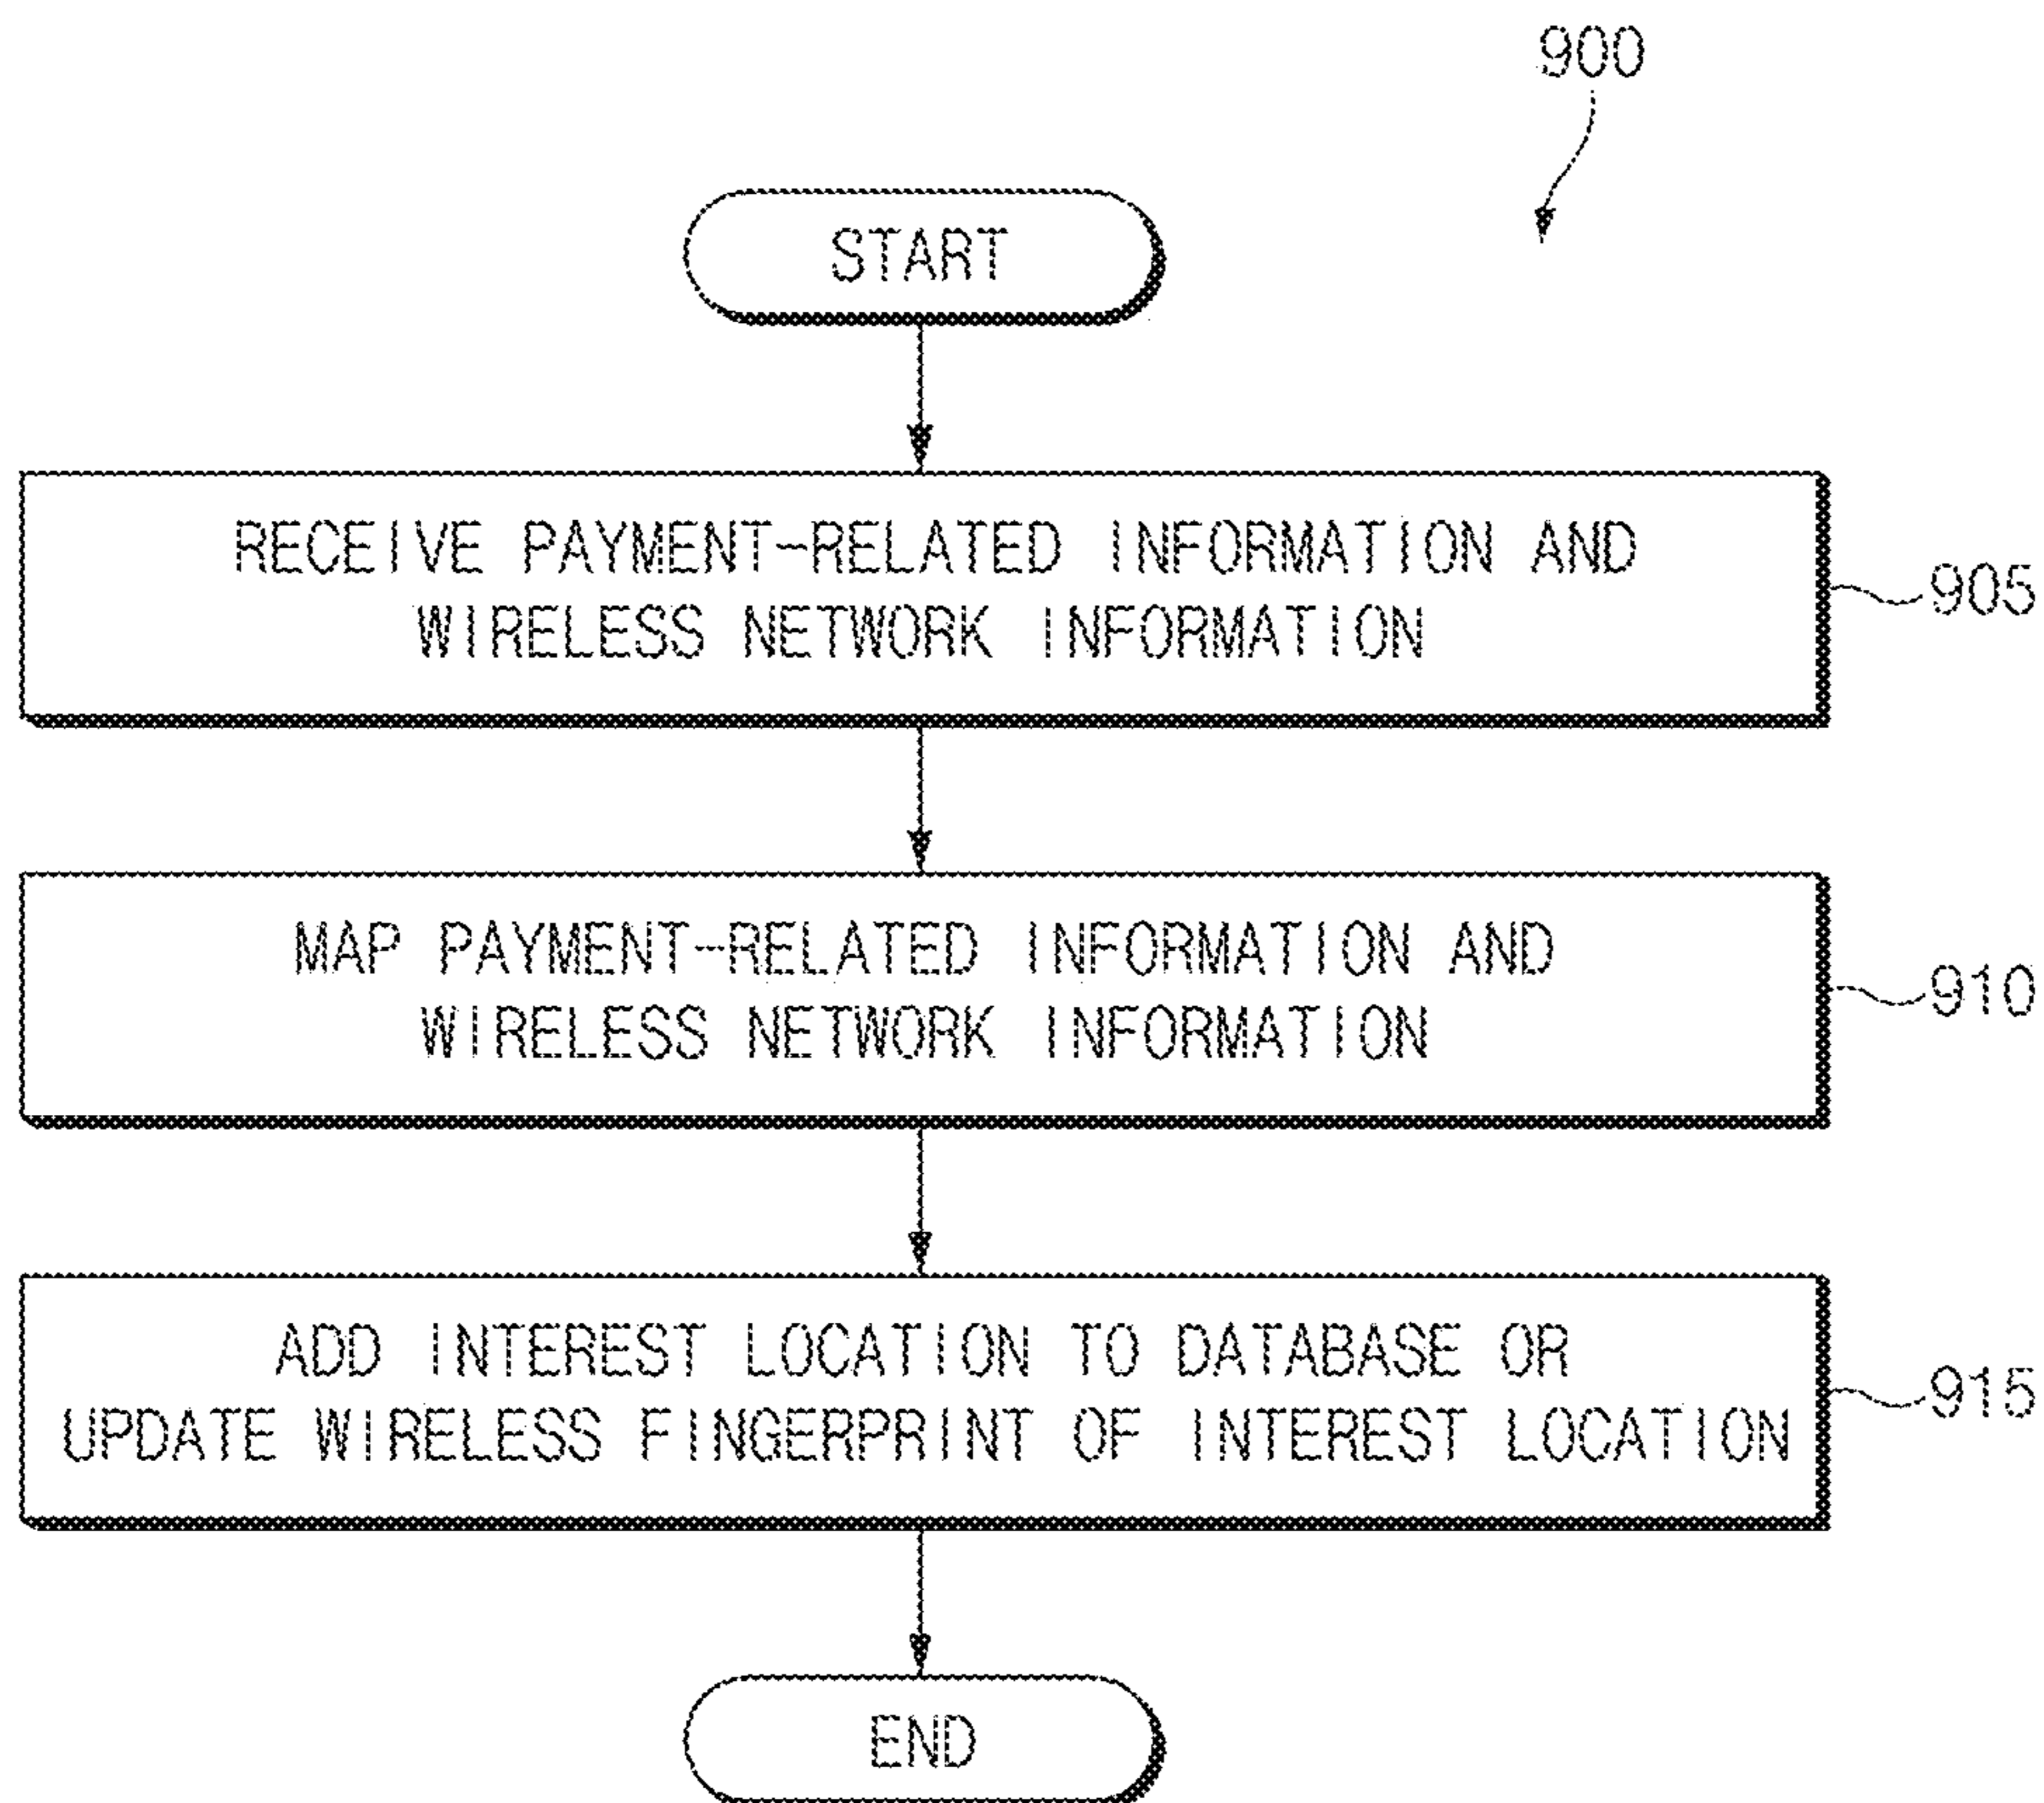 900
START
RECEIVE PAYMENT-RELATED INFORMATION AND
WIRELESS NETWORK INFORMATION
905
MAP PAYMENT-RELATED INFORMATION AND
WIRELESS NETWORK INFORMATION
910
ADD INTEREST LOCATION TO DATABASE OR
UPDATE WIRELESS FINGERPRINT OF INTEREST LOCATION
915
END